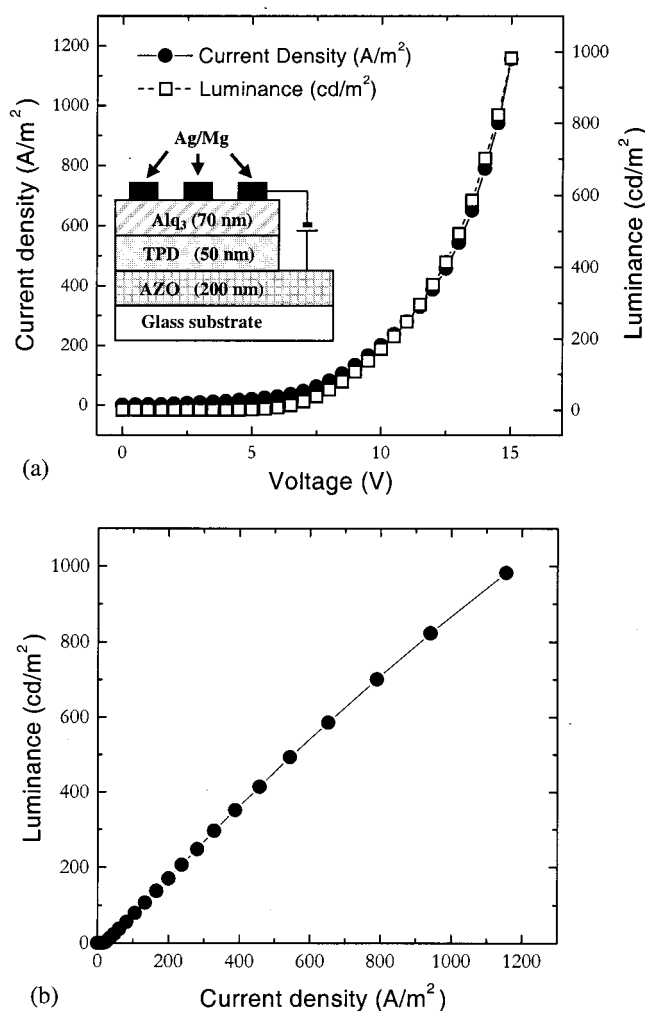 1200
1000
800
600
400
200
0
Current density (A/m²)
Current Density (A/m²)
Luminance (cd/m²)
Ag/Mg
Alq₃ (70 nm)
TPD (50 nm)
AZO (200 nm)
Glass substrate
1000
800
600
400
200
0
Luminance (cd/m²)
0
5
10
15
Voltage (V)
(a)
1000
800
600
400
200
0
Luminance (cd/m²)
0
200
400
600
800
1000
1200
Current density (A/m²)
(b)